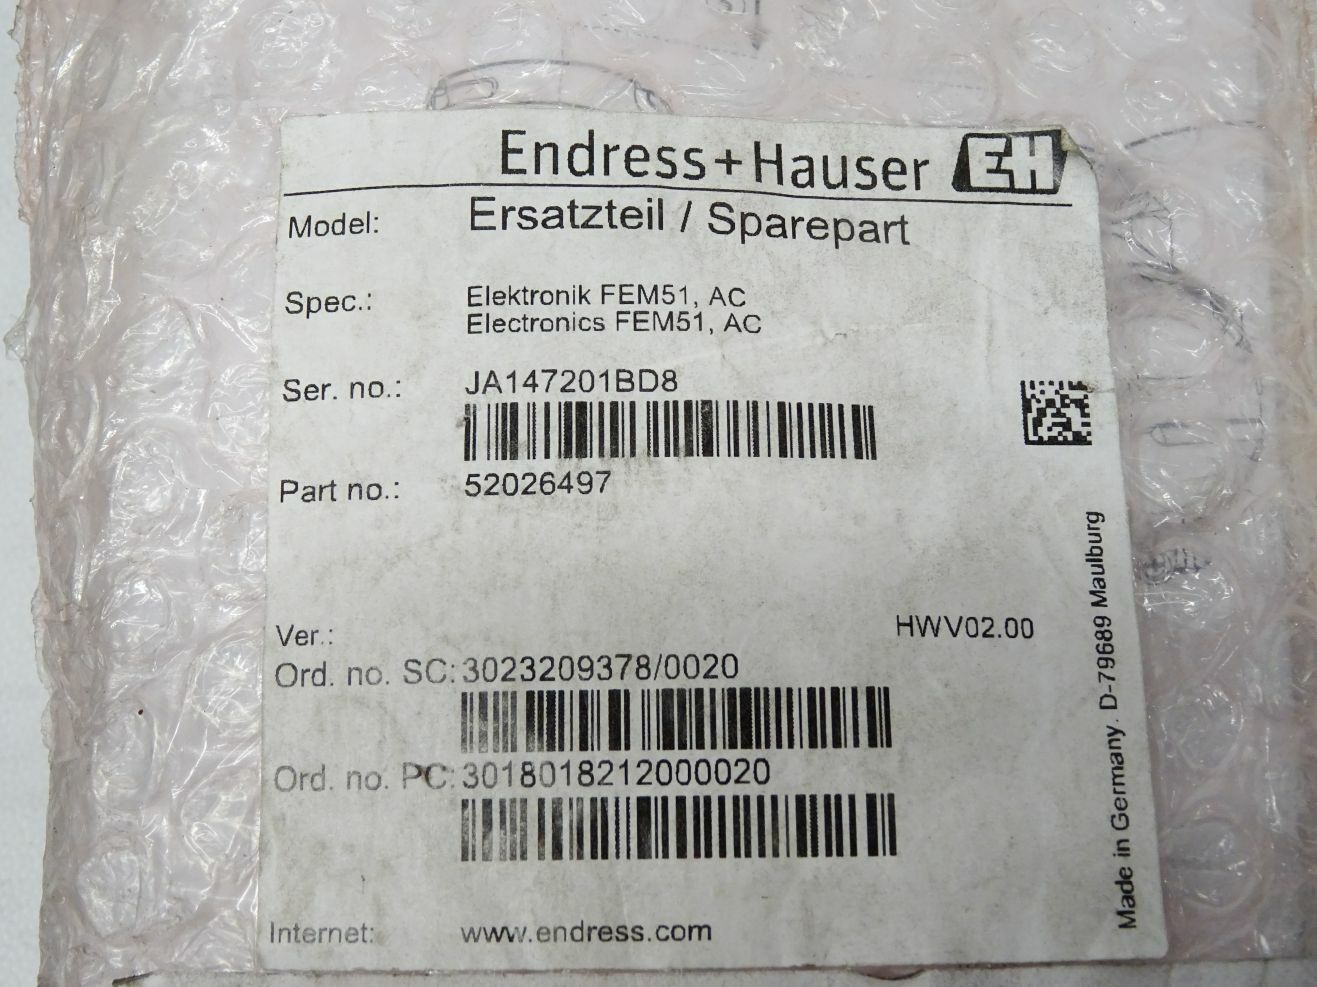 Endress+Hauser EH
Model: Ersatzteil / Sparepart
Spec.: Elektronik FEM51, AC
Electronics FEM51, AC
Ser. no.: JA147201BD8
Part no.: 52026497
Ver.: HWV02.00
Ord. no. SC: 3023209378/0020
Ord. no. PC: 3018018212000020
Internet: www.endress.com
Made in Germany. D-79689 Maulburg